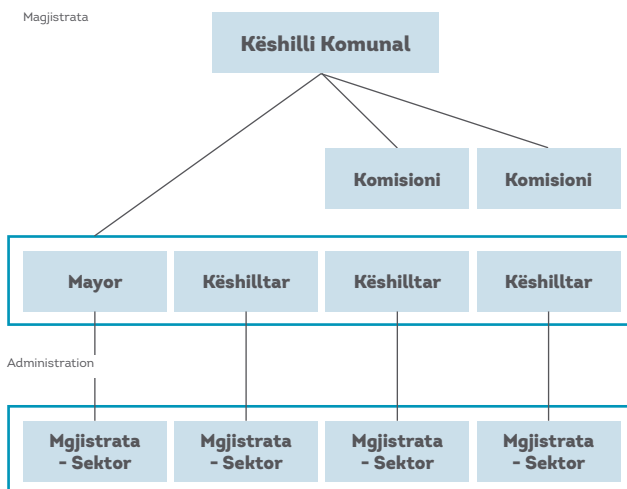 Magjistrata
Këshilli Komunal
Komisioni
Komisioni
Mayor
Këshilltar
Këshilltar
Këshilltar
Administration
Mgjistrata
- Sektor
Mgjistrata
- Sektor
Mgjistrata
- Sektor
Mgjistrata
- Sektor